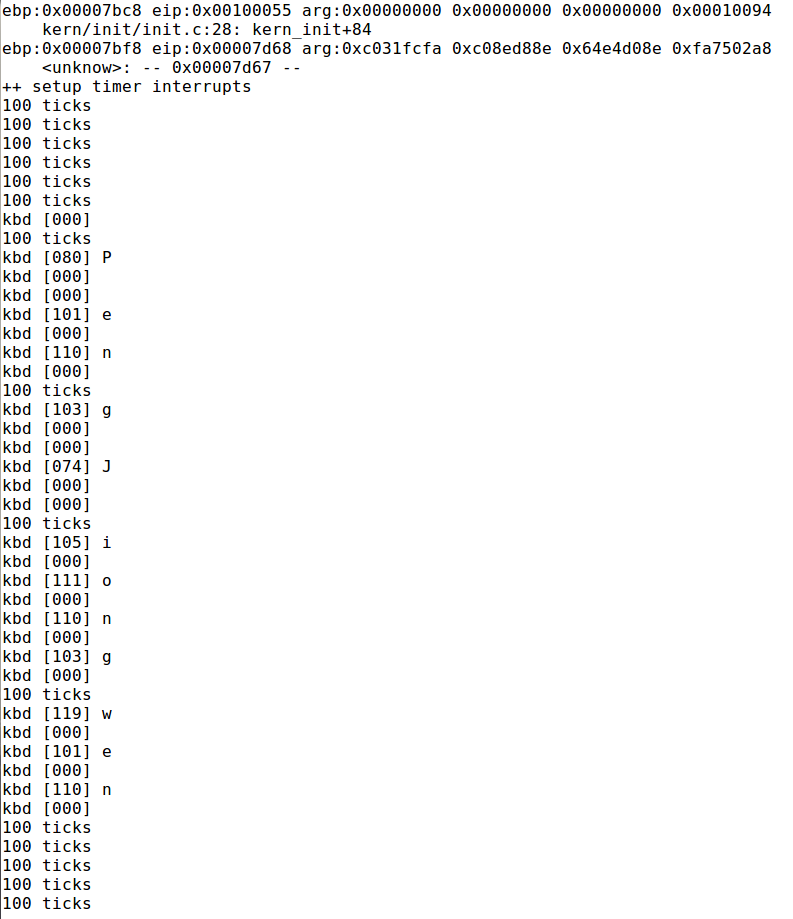 ebp:0x00007bc8 eip:0x00100055 arg:0x00000000 0x00000000 0x00000000 0x00010094
    kern/init/init.c:28: kern_init+84
ebp:0x00007bf8 eip:0x00007d68 arg:0xc031fcfa 0xc08ed88e 0x64e4d08e 0xfa7502a8
    <unknow>: -- 0x00007d67 --
++ setup timer interrupts
100 ticks
100 ticks
100 ticks
100 ticks
100 ticks
100 ticks
kbd [000]
100 ticks
kbd [080] P
kbd [000]
kbd [000]
kbd [101] e
kbd [000]
kbd [110] n
kbd [000]
100 ticks
kbd [103] g
kbd [000]
kbd [000]
kbd [074] J
kbd [000]
kbd [000]
100 ticks
kbd [105] i
kbd [000]
kbd [111] o
kbd [000]
kbd [110] n
kbd [000]
kbd [103] g
kbd [000]
100 ticks
kbd [119] w
kbd [000]
kbd [101] e
kbd [000]
kbd [110] n
kbd [000]
100 ticks
100 ticks
100 ticks
100 ticks
100 ticks